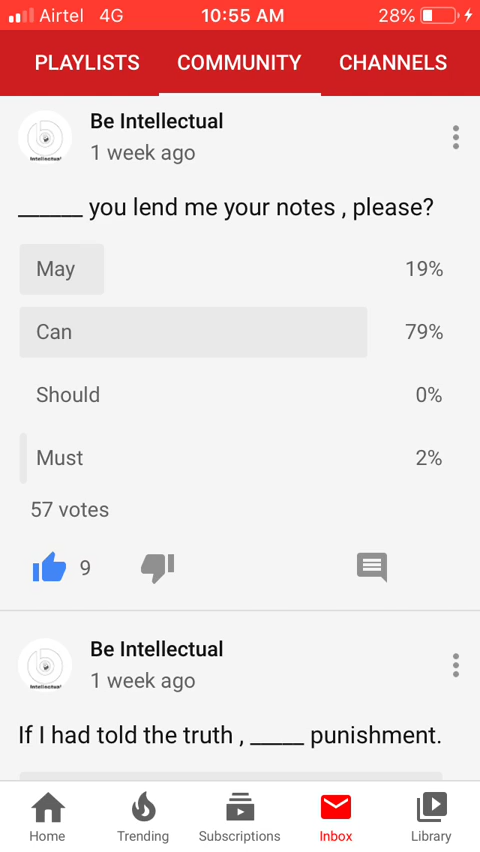 Airtel 4G 10:55 AM 28%
PLAYLISTS COMMUNITY CHANNELS
Be Intellectual
1 week ago
______ you lend me your notes , please?
May 19%
Can 79%
Should 0%
Must 2%
57 votes
9
Be Intellectual
1 week ago
If I had told the truth , _____ punishment.
Home Trending Subscriptions Inbox Library